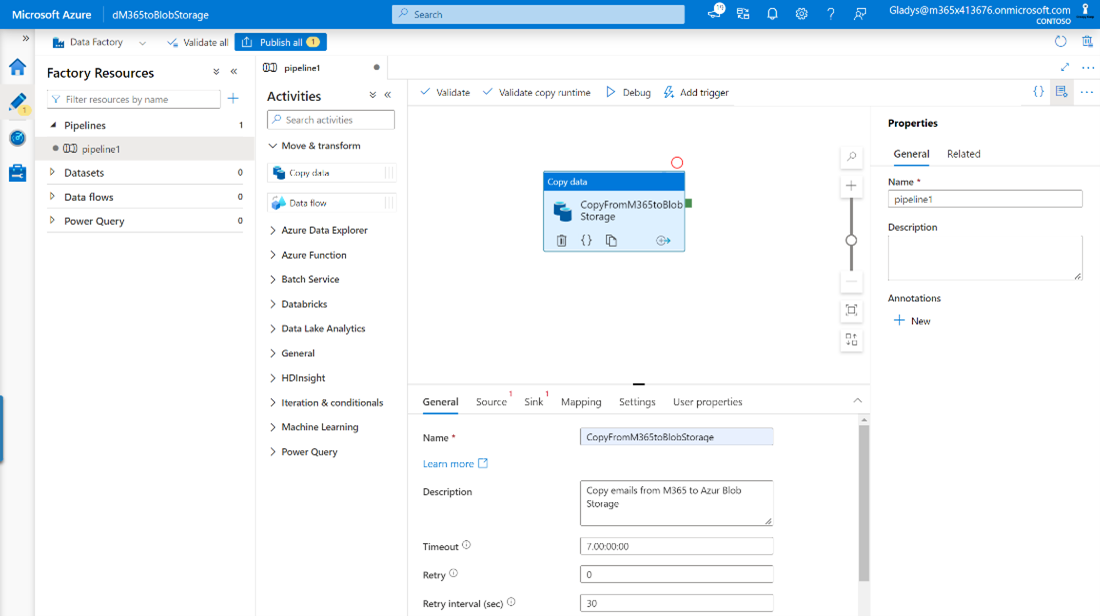 Microsoft Azure
dM365toBlobStorage
Search
Gladys@m365x413676.onmicrosoft.com
CONTOSO
Data Factory
Validate all
Publish all 1
Factory Resources
Filter resources by name
Pipelines 1
pipeline1
Datasets 0
Data flows 0
Power Query 0
pipeline1
Activities
Search activities
Move & transform
Copy data
Data flow
Azure Data Explorer
Azure Function
Batch Service
Databricks
Data Lake Analytics
General
HDInsight
Iteration & conditionals
Machine Learning
Power Query
Validate
Validate copy runtime
Debug
Add trigger
Copy data
CopyFromM365toBlob
Storage
General
Source 1
Sink 1
Mapping
Settings
User properties
Name *
CopyFromM365toBlobStorage
Learn more
Description
Copy emails from M365 to Azur Blob
Storage
Timeout
7.00:00:00
Retry
0
Retry interval (sec)
30
Properties
General
Related
Name *
pipeline1
Description
Annotations
New